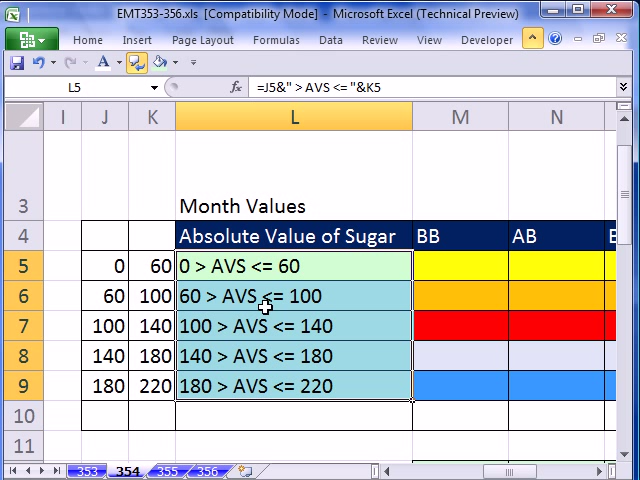 EMT353-356.xls [Compatibility Mode] - Microsoft Excel (Technical Preview)
Home Insert Formulas Data Review View Developer
Page Layout
L5 fx =J5&" > AVS <= "&K5
I J K L M N
3 Month Values
4 Absolute Value of Sugar BB AB
5 0 60 0 > AVS <= 60
6 60 100 60 > AVS <= 100
7 100 140 100 > AVS <= 140
8 140 180 140 > AVS <= 180
9 180 220 180 > AVS <= 220
10
11
353 354 355 356